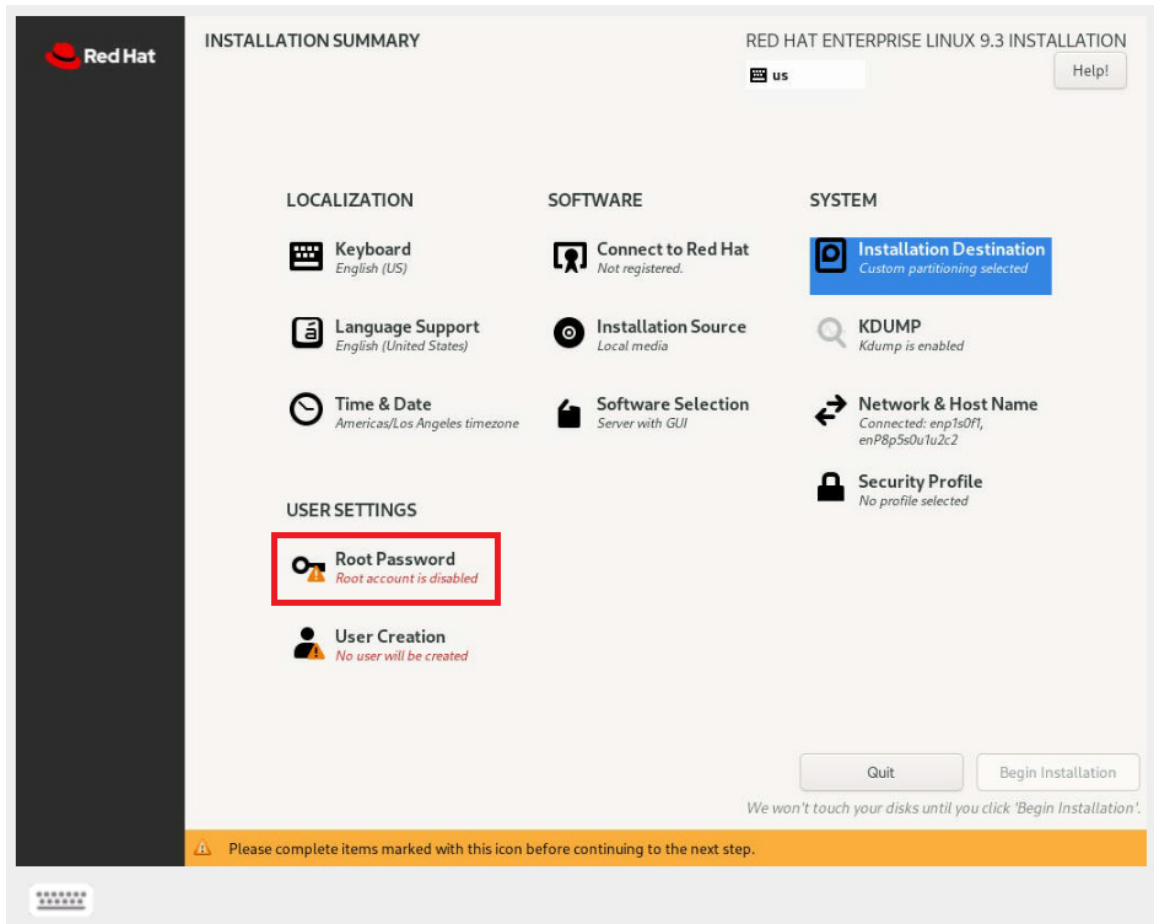 Red Hat
INSTALLATION SUMMARY
RED HAT ENTERPRISE LINUX 9.3 INSTALLATION
us
Help!
LOCALIZATION
Keyboard
English (US)
Language Support
English (United States)
Time & Date
Americas/Los Angeles timezone
SOFTWARE
Connect to Red Hat
Not registered.
Installation Source
Local media
Software Selection
Server with GUI
SYSTEM
Installation Destination
Custom partitioning selected
KDUMP
Kdump is enabled
Network & Host Name
Connected: enp1s0f1,
enP8p5s0u1u2c2
Security Profile
No profile selected
USER SETTINGS
Root Password
Root account is disabled
User Creation
No user will be created
Quit
Begin Installation
We won't touch your disks until you click 'Begin Installation'.
Please complete items marked with this icon before continuing to the next step.